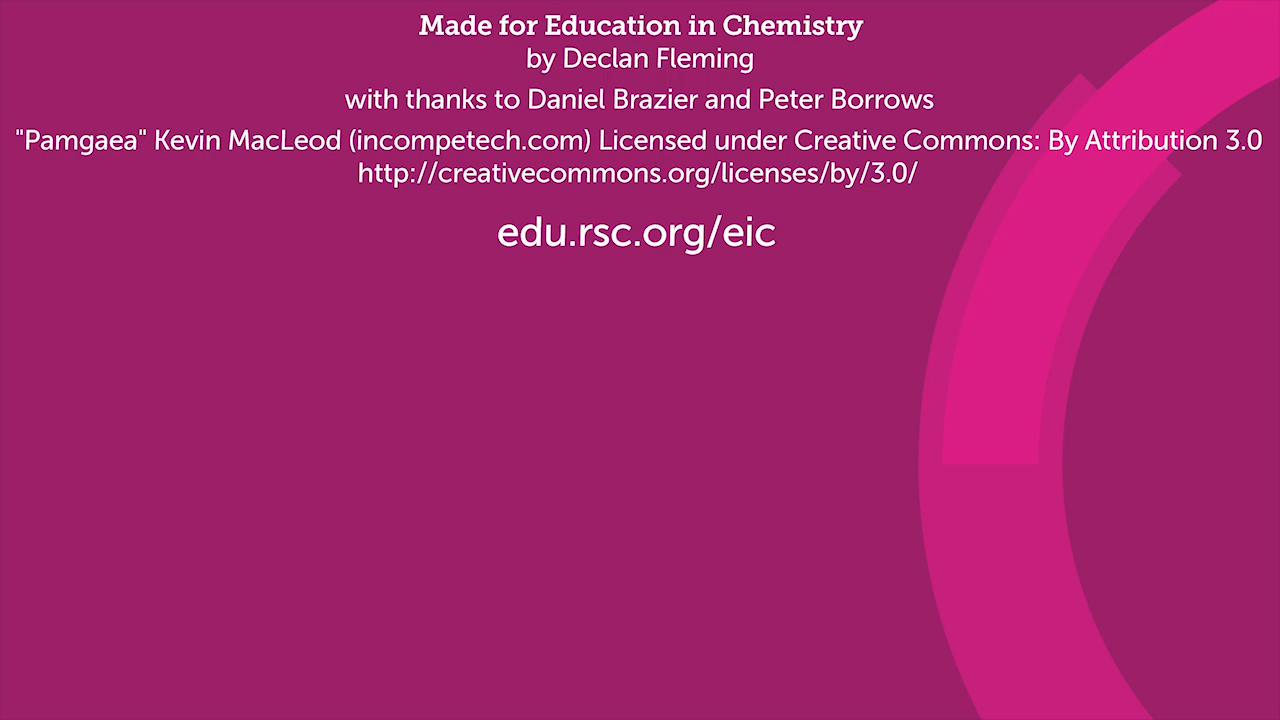 Made for Education in Chemistry
by Declan Fleming
with thanks to Daniel Brazier and Peter Borrows
"Pamgaea" Kevin MacLeod (incompetech.com) Licensed under Creative Commons: By Attribution 3.0
http://creativecommons.org/licenses/by/3.0/
edu.rsc.org/eic